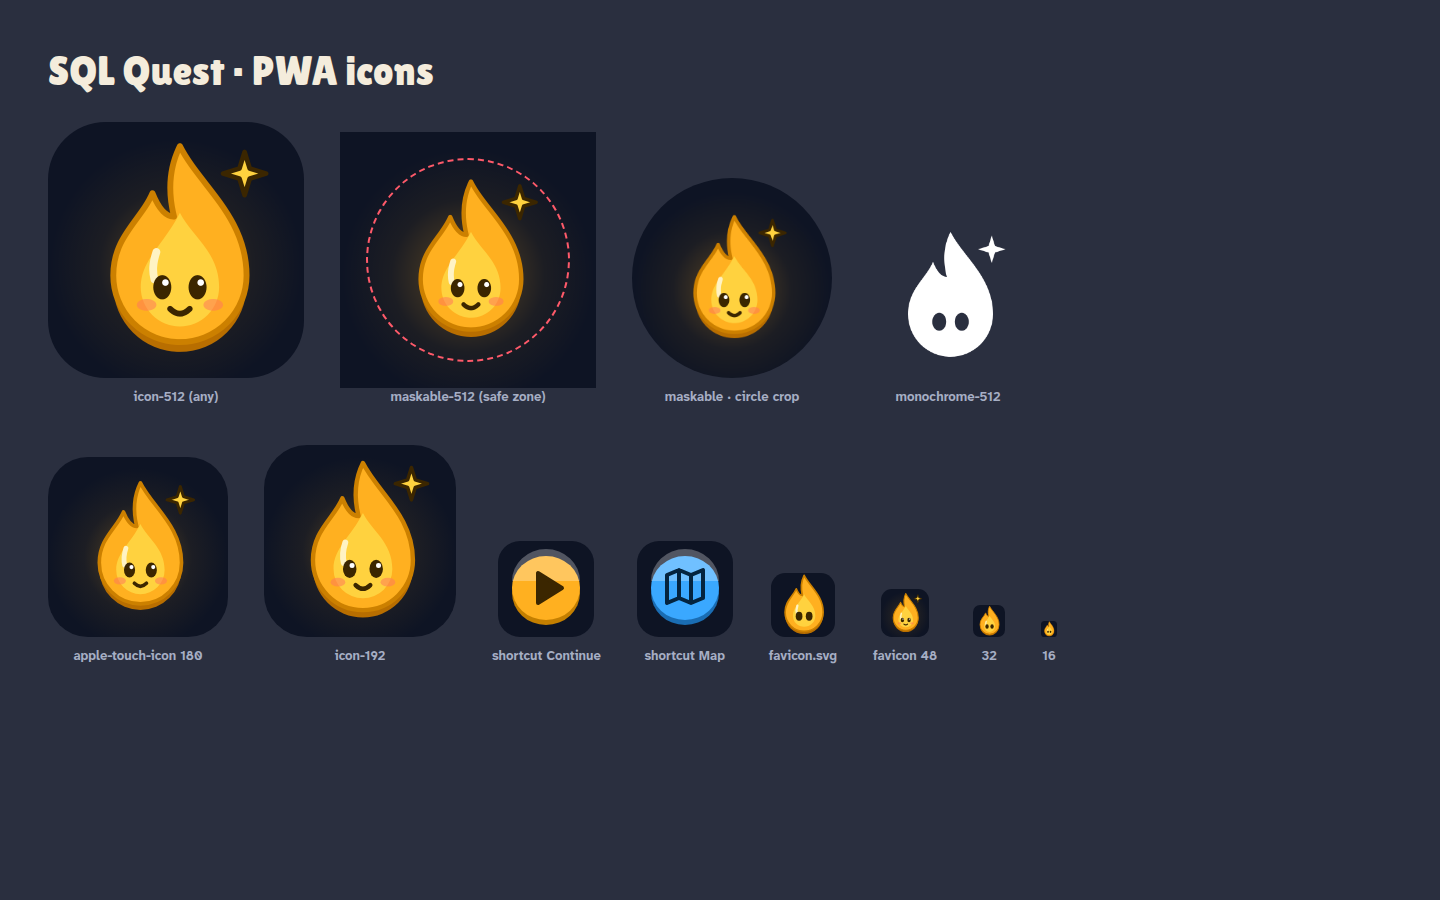 SQL Quest · PWA icons
icon-512 (any)
maskable-512 (safe zone)
maskable · circle crop
monochrome-512
apple-touch-icon 180
icon-192
shortcut Continue
shortcut Map
favicon.svg
favicon 48
32
16